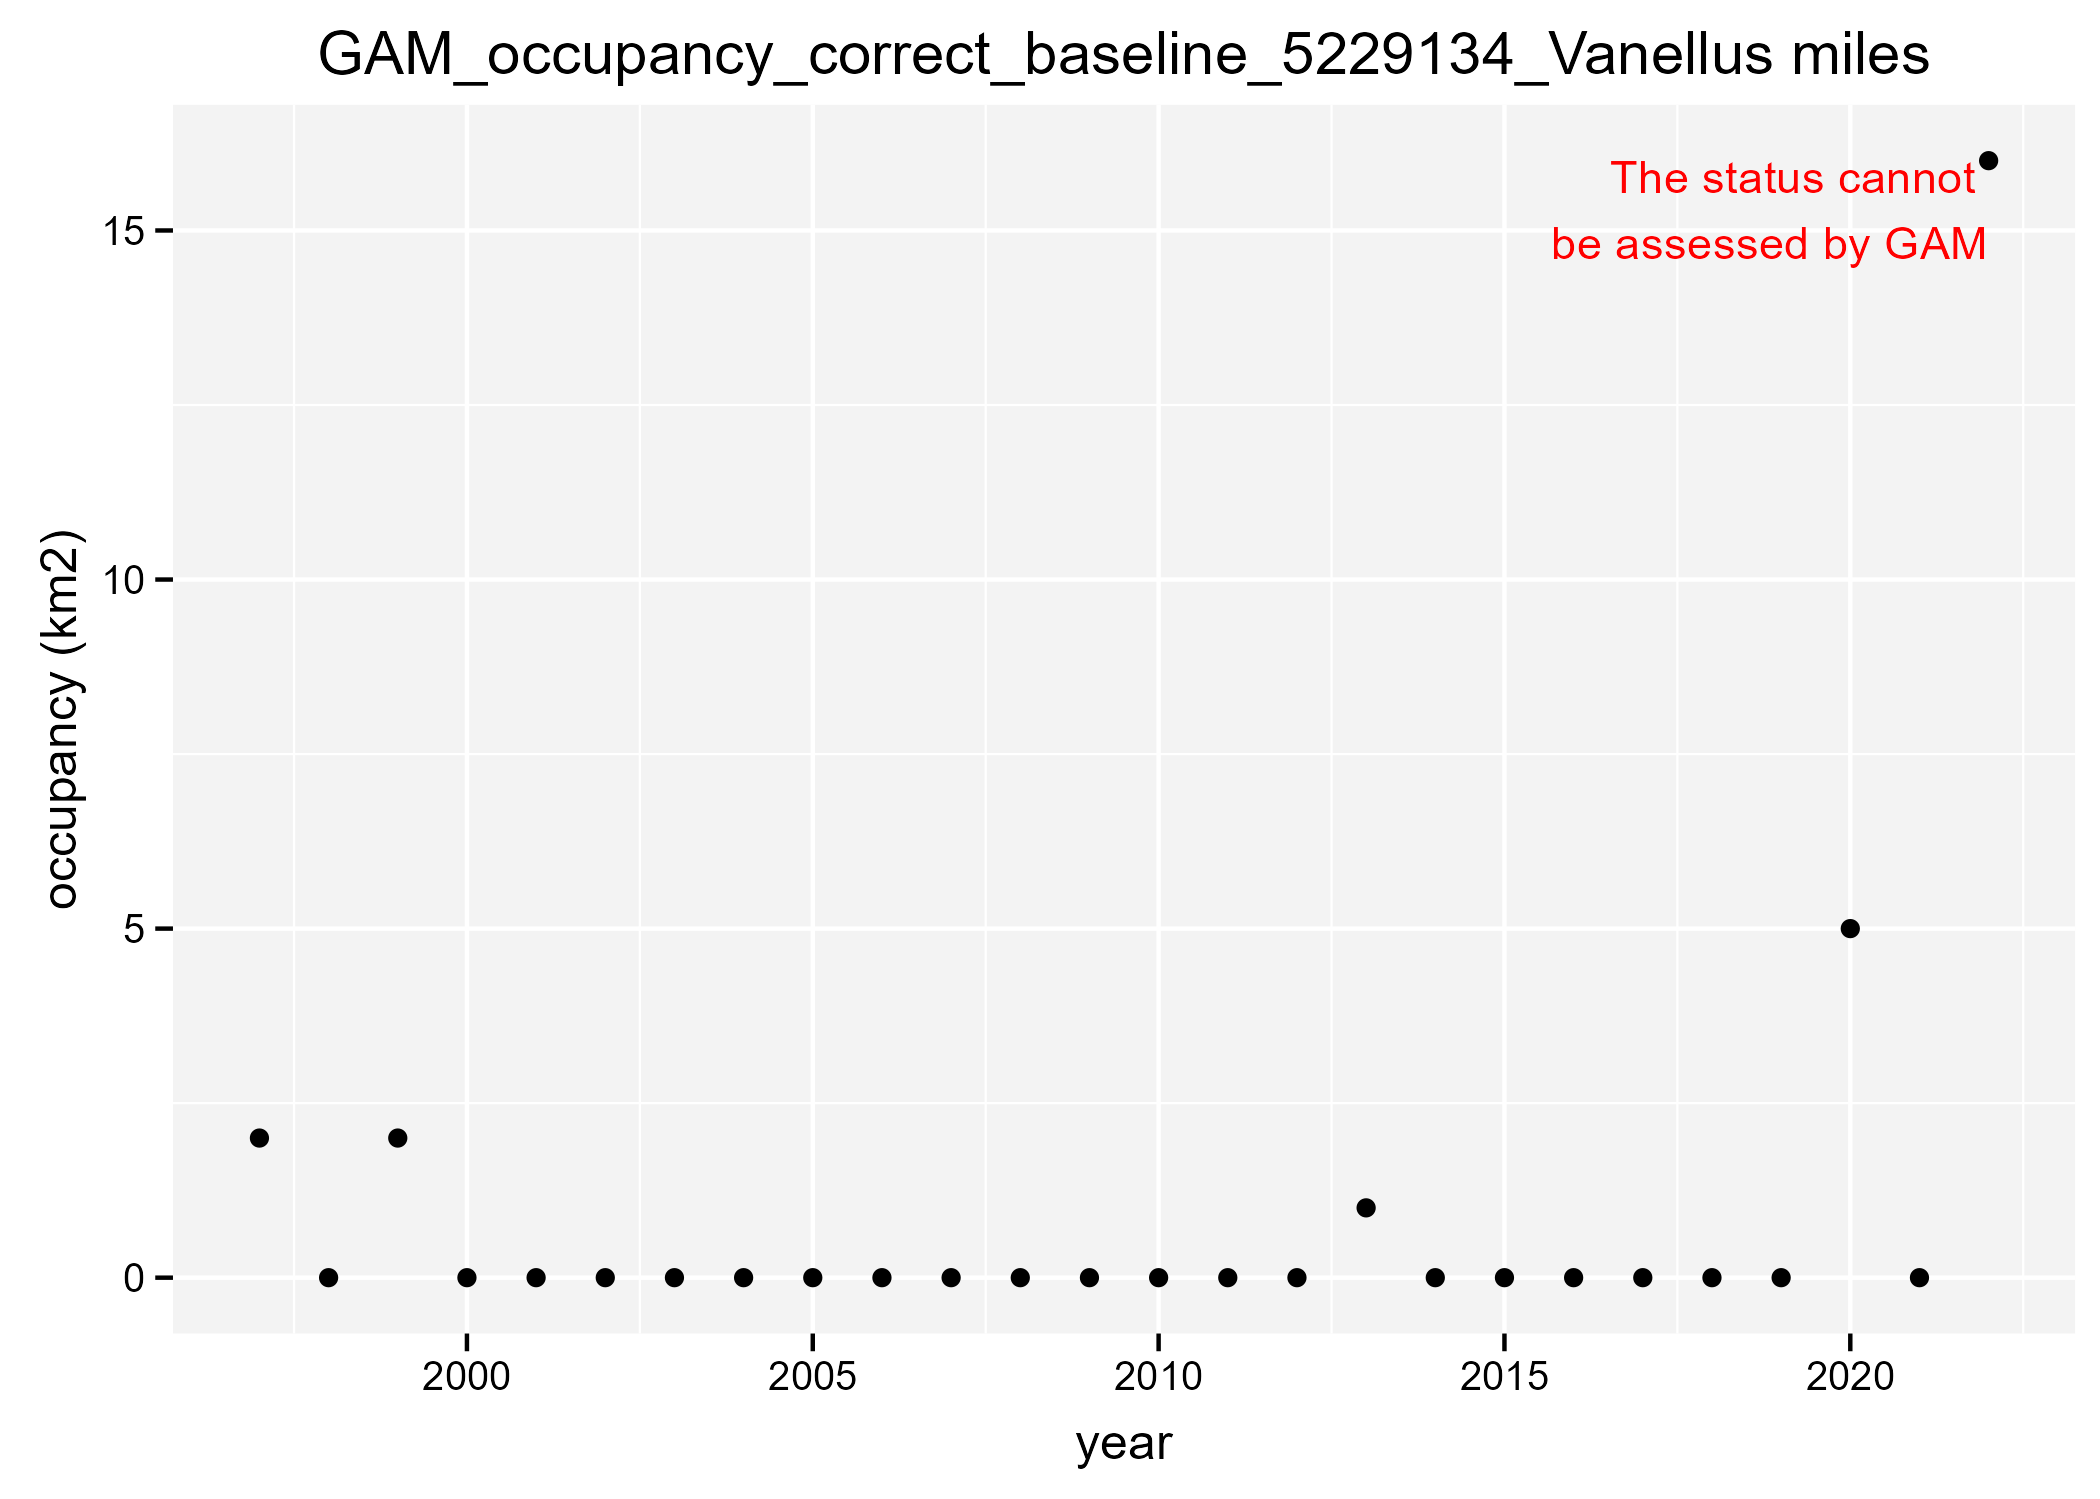 GAM_occupancy_correct_baseline_5229134_Vanellus miles
The status cannot
be assessed by GAM
15
10
5
0
occupancy (km2)
2000
2005
2010
2015
2020
year